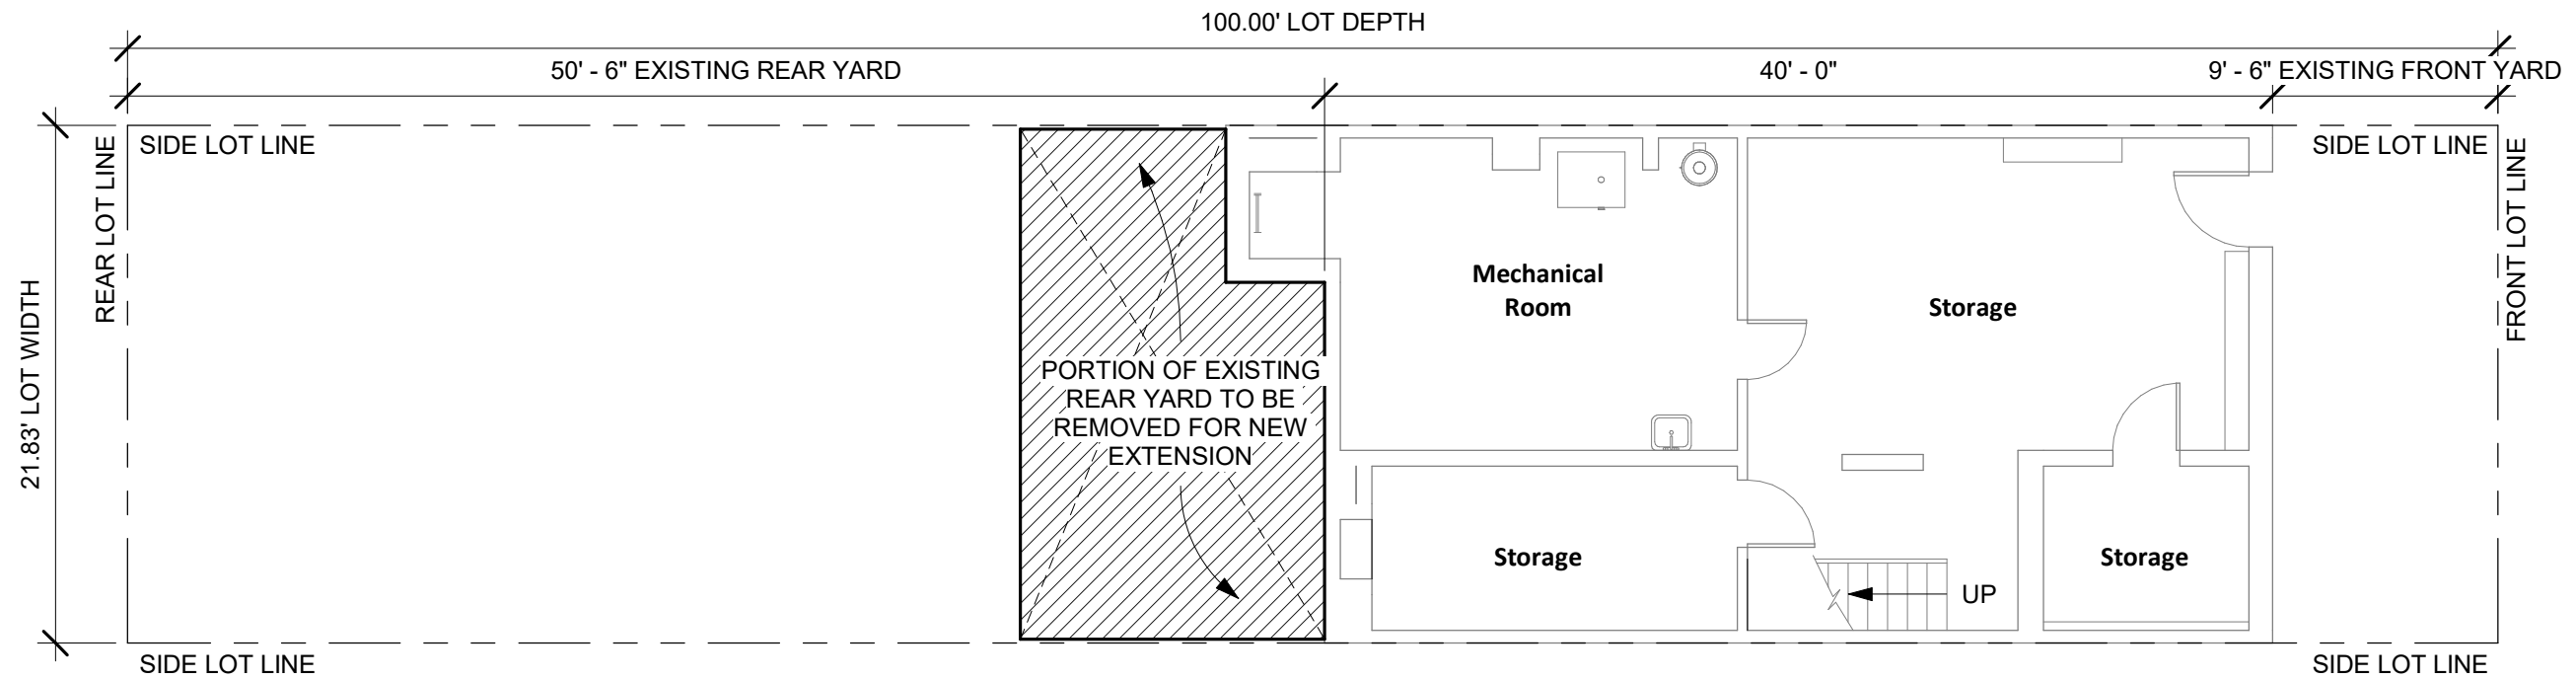 100.00' LOT DEPTH
50' - 6" EXISTING REAR YARD
40' - 0"
9' - 6" EXISTING FRONT YARD
SIDE LOT LINE
SIDE LOT LINE
REAR LOT LINE
FRONT LOT LINE
21.83' LOT WIDTH
Mechanical
Room
Storage
PORTION OF EXISTING
REAR YARD TO BE
REMOVED FOR NEW
EXTENSION
Storage
Storage
UP
SIDE LOT LINE
SIDE LOT LINE